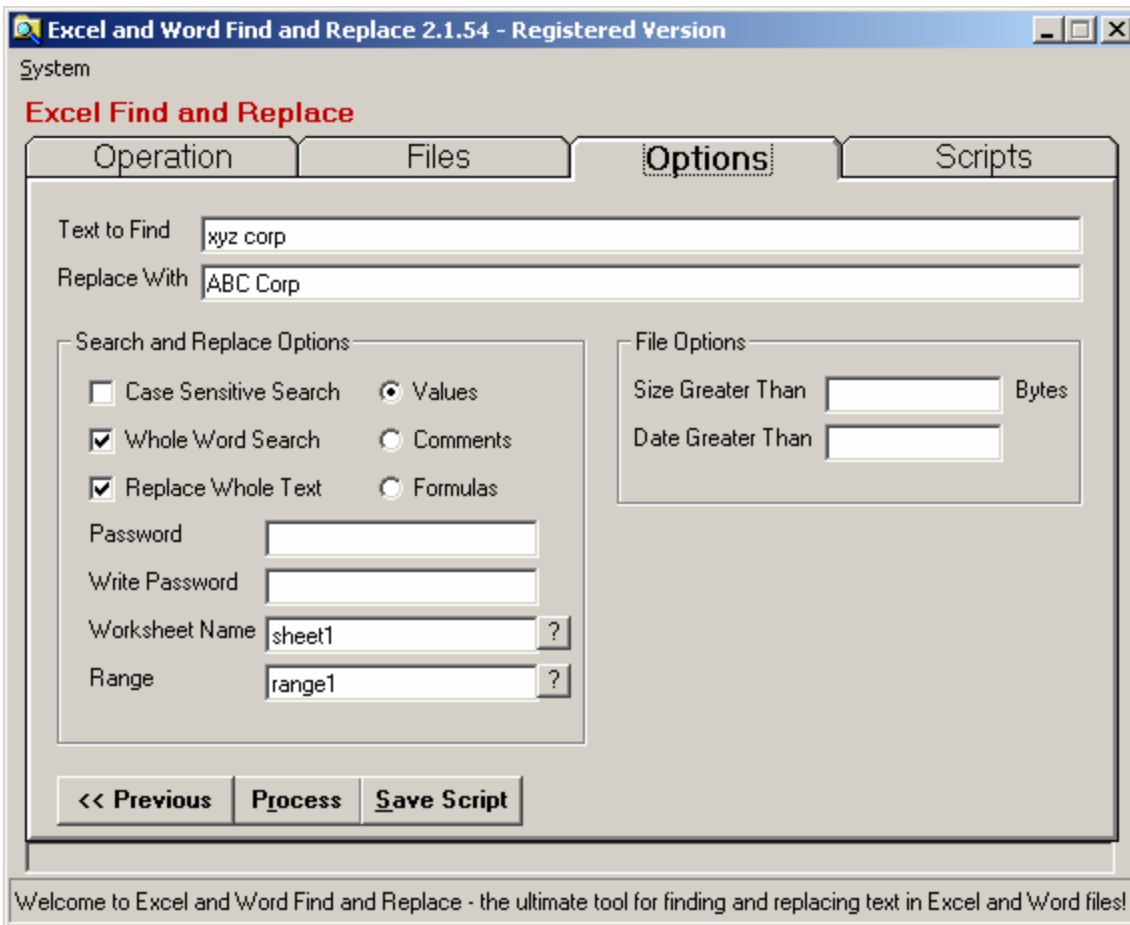 Excel and Word Find and Replace 2.1.54 - Registered Version
System
Excel Find and Replace
Operation Files Options Scripts
Text to Find xyz corp
Replace With ABC Corp
Search and Replace Options File Options
Case Sensitive Search Values Size Greater Than Bytes
Whole Word Search Comments Date Greater Than
Replace Whole Text Formulas
Password
Write Password
Worksheet Name sheet1 ?
Range range1 ?
<< Previous Process Save Script
Welcome to Excel and Word Find and Replace - the ultimate tool for finding and replacing text in Excel and Word files!